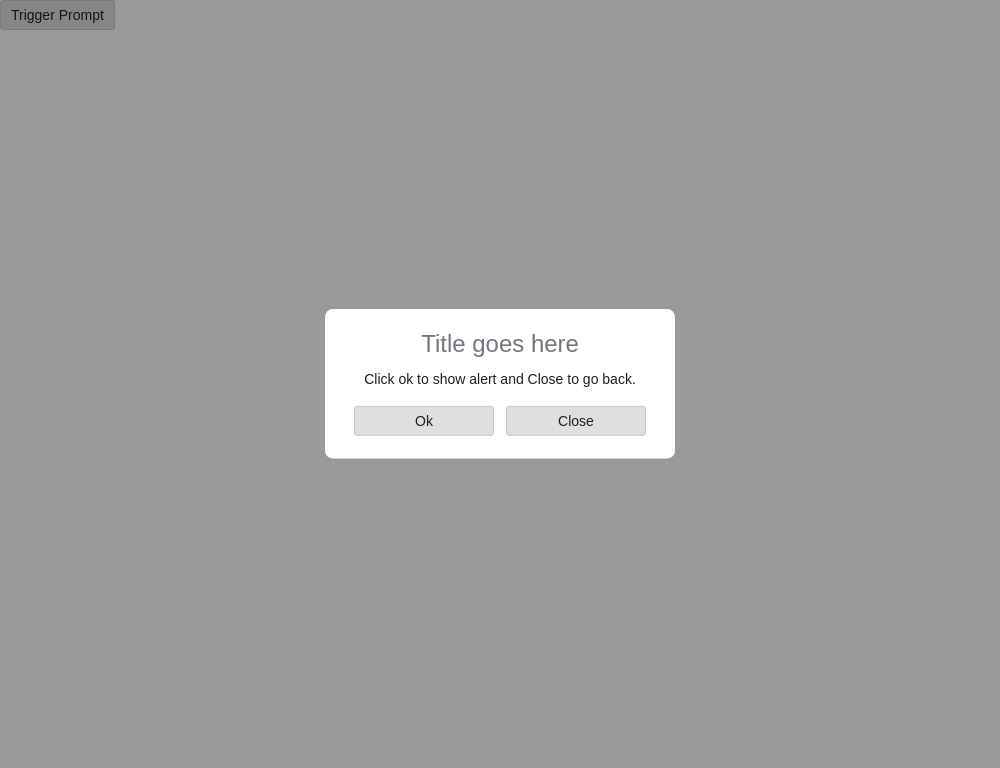 Trigger Prompt
Title goes here
Click ok to show alert and Close to go back.
Ok
Close